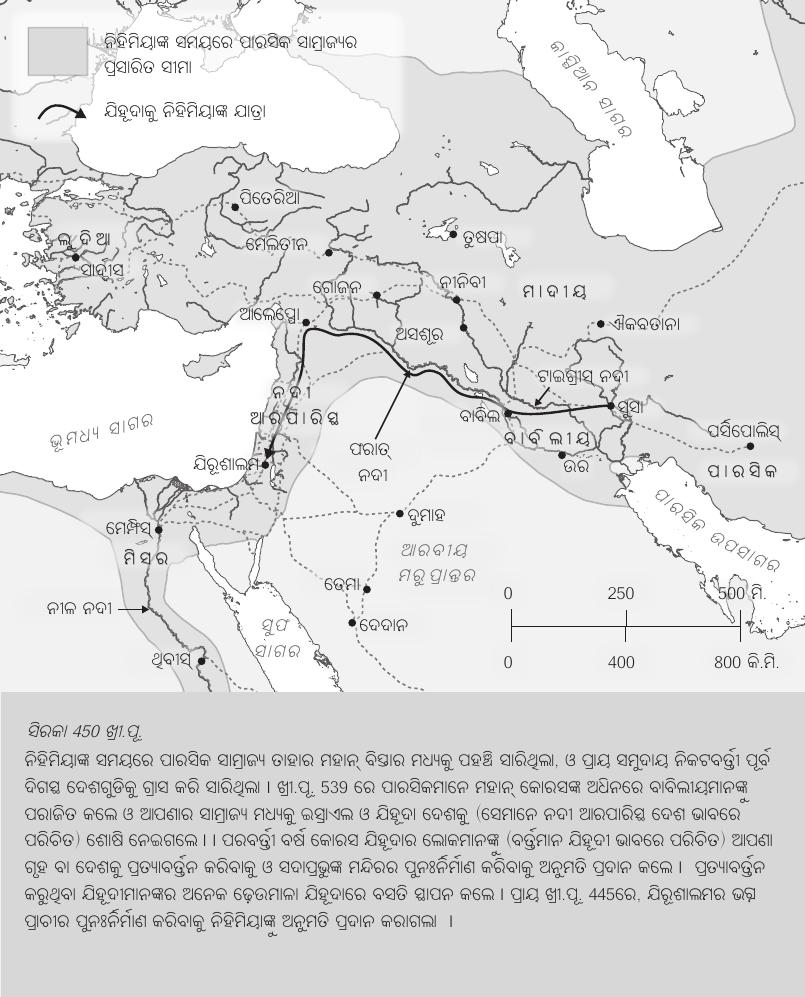 ନିହିମିୟାଙ୍କ ସମୟରେ ପାରସିକ ସାମ୍ରାଜ୍ୟର
ପ୍ରସାରିତ ସୀମା
ଯିହୂଦାକୁ ନିହିମିୟାଙ୍କ ଯାତ୍ରା
କାସ୍ପିଆନ ସାଗର
ପିତେରିଆ
ଲୁଦିଆ
ସାର୍ଦ୍ଦୀସ
ମେଲିତୀନ
ତୁଷପା
ଗୋଜନ
ନୀନିବୀ
ମାଦୀୟ
ଆଲେପ୍ପୋ
ଅସଶୂର
ଐକବତାନା
ଟାଇଗ୍ରୀସ୍ ନଦୀ
ନଦୀ
ଆରପାରିସ୍ଥ
ଭୂମଧ୍ୟ ସାଗର
ବାବିଲ
ସୁସା
ବାବିଲୀୟ
ପର୍ସିପୋଲିସ୍
ଯିରୂଶାଲମ
ଫରାତ୍
ନଦୀ
ଉର
ପାରସିକ
ପାରସିକ ଉପସାଗର
ମେମ୍ଫିସ୍
ମିସର
ଦୁମାହ
ଆରବୀୟ
ମରୁପ୍ରାନ୍ତର
ତେମା
ନୀଳ ନଦୀ
ସୁଫ
ସାଗର
ଦେଦାନ
ଥିବୀସ୍
0 250 500 ମି.
0 400 800 କି.ମି.
ସିରକା 450 ଖ୍ରୀ.ପୂ.
ନିହିମିୟାଙ୍କ ସମୟରେ ପାରସିକ ସାମ୍ରାଜ୍ୟ ତାହାର ମହାନ୍ ବିସ୍ତାର ମଧ୍ୟକୁ ପହଞ୍ଚି ସାରିଥିଲା, ଓ ପ୍ରାୟ ସମୁଦାୟ ନିକଟବର୍ତ୍ତୀ ପୂର୍ବ
ଦିଗସ୍ଥ ଦେଶଗୁଡିକୁ ଗ୍ରାସ କରି ସାରିଥିଲା । ଖ୍ରୀ.ପୂ. 539 ରେ ପାରସିକମାନେ ମହାନ୍ କୋରସଙ୍କ ଅଧିନରେ ବାବିଲୀୟମାନଙ୍କୁ
ପରାଜିତ କଲେ ଓ ଆପଣାର ସାମ୍ରାଜ୍ୟ ମଧ୍ୟକୁ ଇସ୍ରାଏଲ ଓ ଯିହୂଦା ଦେଶକୁ (ସେମାନେ ନଦୀ ଆରପାରିସ୍ଥ ଦେଶ ଭାବରେ
ପରିଚିତ) ଶୋଷି ନେଇଗଲେ । । ପରବର୍ତ୍ତୀ ବର୍ଷ କୋରସ ଯିହୂଦାର ଲୋକମାନଙ୍କୁ (ବର୍ତ୍ତମାନ ଯିହୂଦୀ ଭାବରେ ପରିଚିତ) ଆପଣା
ଗୃହ ବା ଦେଶକୁ ପ୍ରତ୍ୟାବର୍ତ୍ତନ କରିବାକୁ ଓ ସଦାପ୍ରଭୁଙ୍କ ମନ୍ଦିରର ପୁନଃର୍ନିର୍ମାଣ କରିବାକୁ ଅନୁମତି ପ୍ରଦାନ କଲେ । ପ୍ରତ୍ୟାବର୍ତ୍ତନ
କରୁଥିବା ଯିହୂଦୀମାନଙ୍କର ଅନେକ ଢ଼େଉମାଳା ଯିହୂଦାରେ ବସତି ସ୍ଥାପନ କଲେ । ପ୍ରାୟ ଖ୍ରୀ.ପୂ. 445ରେ, ଯିରୂଶାଲମର ଭଗ୍ନ
ପ୍ରାଚୀର ପୁନଃର୍ନିର୍ମାଣ କରିବାକୁ ନିହିମିୟାଙ୍କୁ ଅନୁମତି ପ୍ରଦାନ କରାଗଲା ।